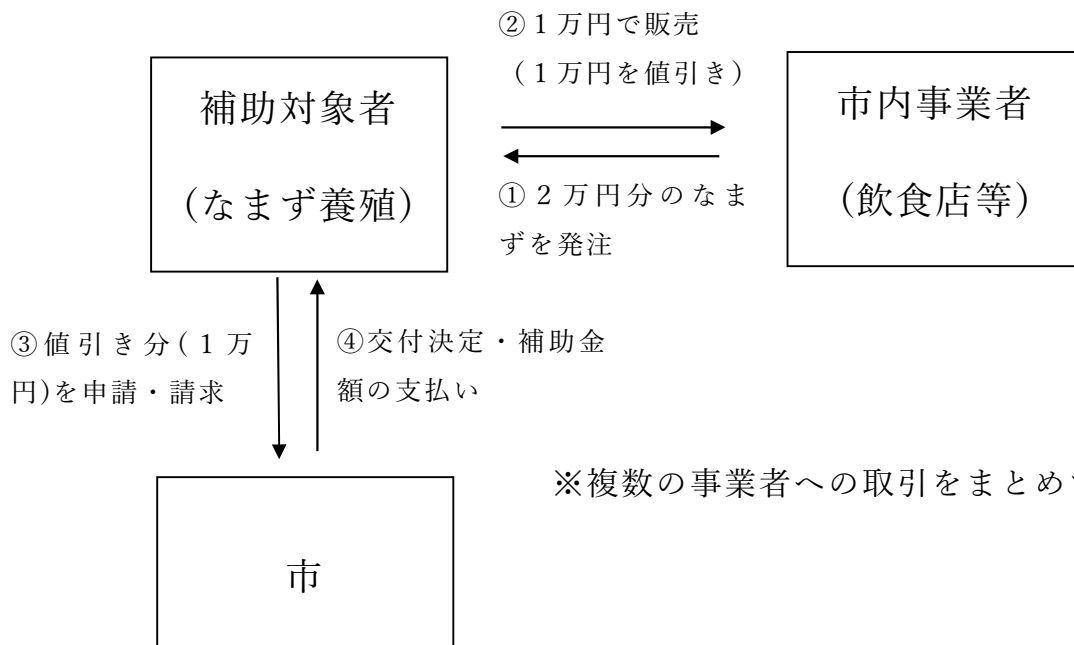 ②１万円で販売
（１万円を値引き）
補助対象者
(なまず養殖)
市内事業者
(飲食店等)
①２万円分のなま
ずを発注
③値引き分(１万
円)を申請・請求
④交付決定・補助金
額の支払い
※複数の事業者への取引をまとめ
市